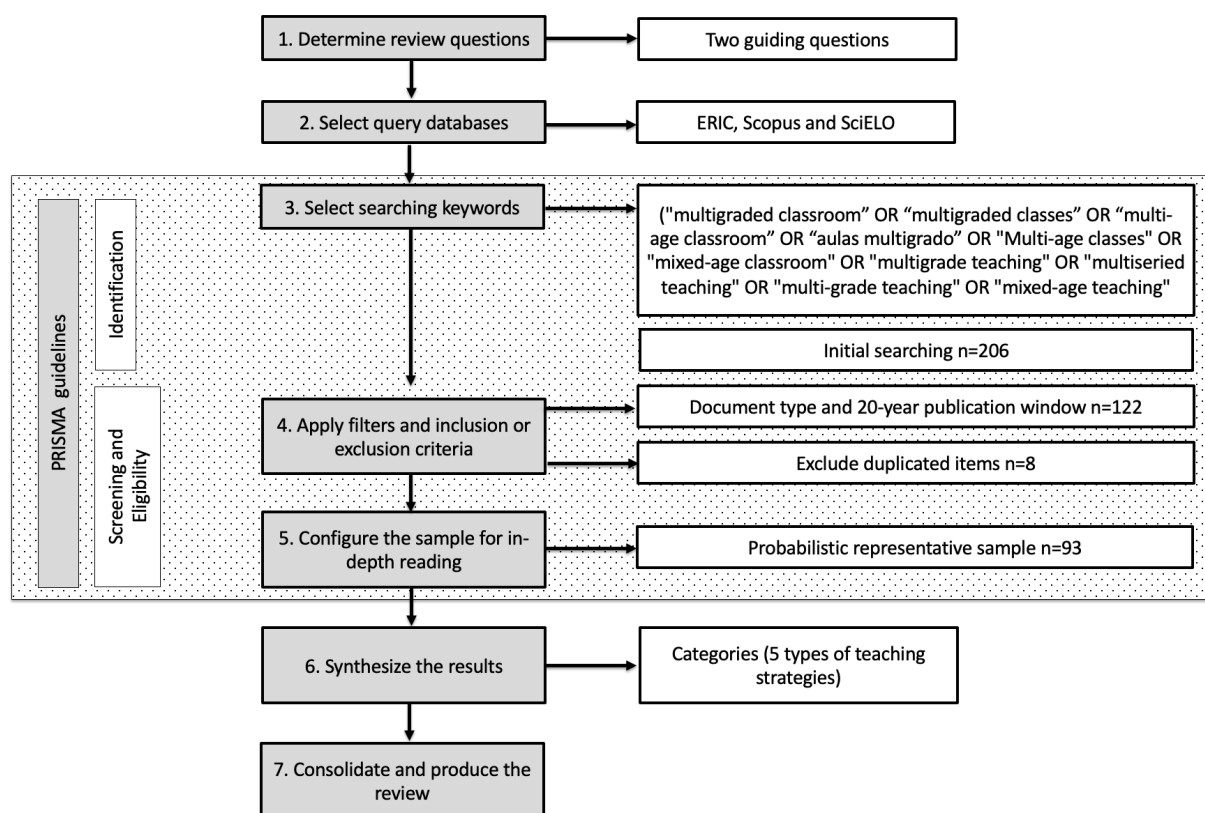 1. Determine review questions
Two guiding questions
2. Select query databases
ERIC, Scopus and SciELO
PRISMA guidelines
Identification
3. Select searching keywords
("multigraded classroom” OR “multigraded classes” OR “multi-
age classroom” OR “aulas multigrado” OR "Multi-age classes" OR
"mixed-age classroom" OR "multigrade teaching" OR "multiseried
teaching" OR "multi-grade teaching" OR "mixed-age teaching"
Initial searching n=206
Screening and
Eligibility
4. Apply filters and inclusion or
exclusion criteria
Document type and 20-year publication window n=122
Exclude duplicated items n=8
5. Configure the sample for in-
depth reading
Probabilistic representative sample n=93
6. Synthesize the results
Categories (5 types of teaching
strategies)
7. Consolidate and produce the
review